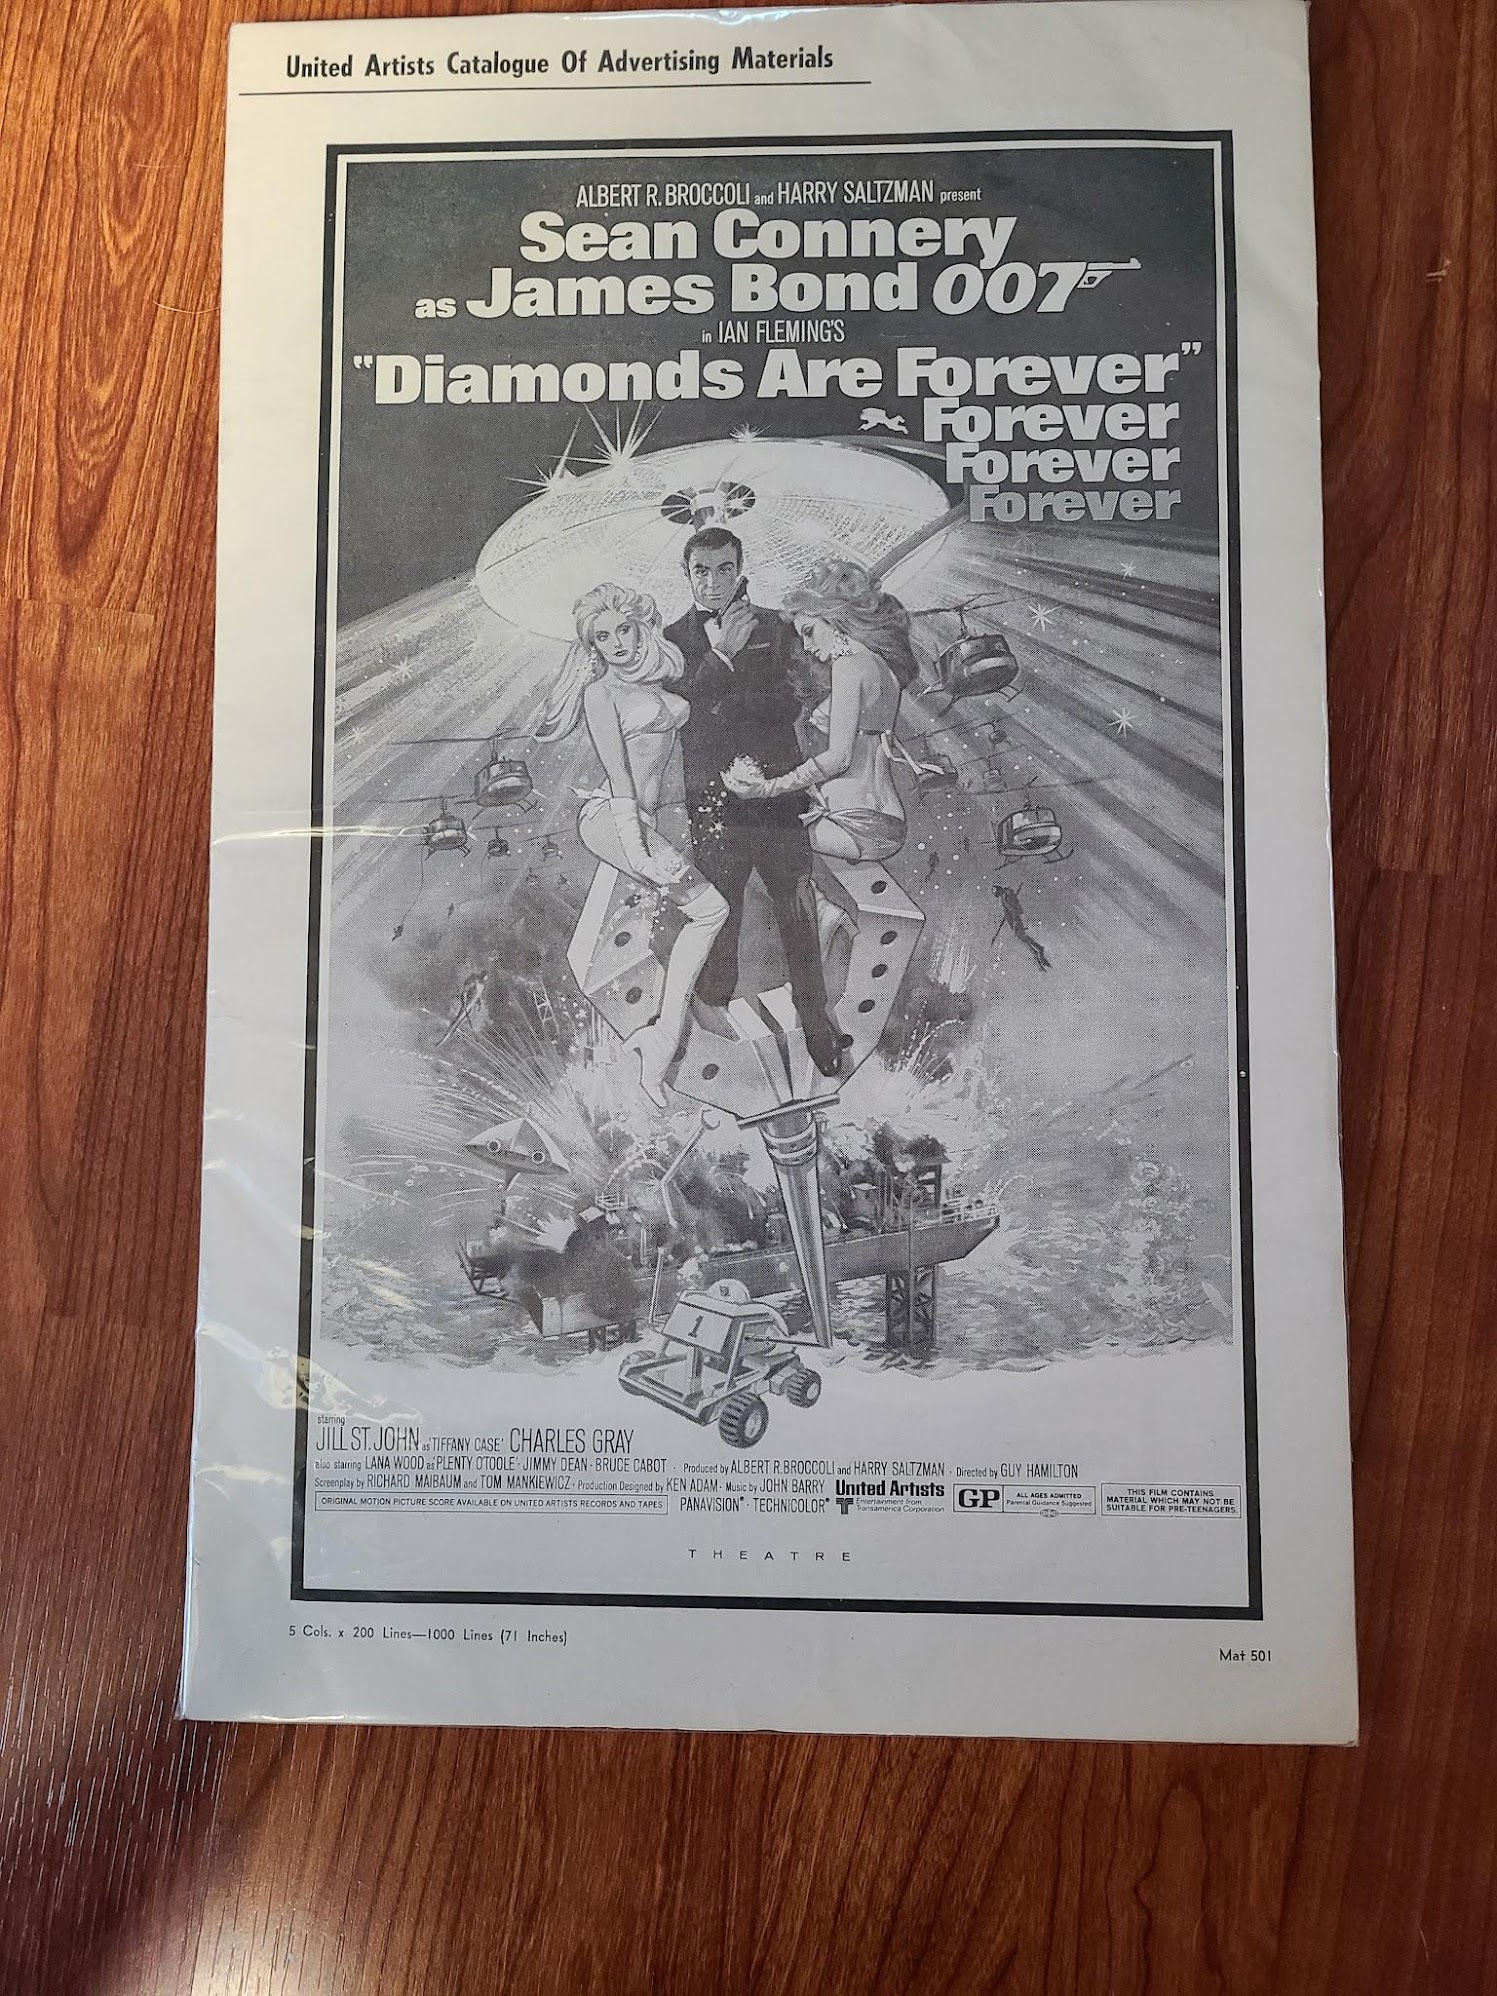 United Artists Catalogue Of Advertising Materials
ALBERT R. BROCCOLI and HARRY SALTZMAN present
Sean Connery
as James Bond 007
in IAN FLEMING'S
"Diamonds Are Forever"
Forever
Forever
Forever
1
starring
JILL ST. JOHN as 'TIFFANY CASE' CHARLES GRAY
also starring LANA WOOD as 'PLENTY O'TOOLE' · JIMMY DEAN · BRUCE CABOT · Produced by ALBERT R. BROCCOLI and HARRY SALTZMAN · Directed by GUY HAMILTON
Screenplay by RICHARD MAIBAUM and TOM MANKIEWICZ · Production Designed by KEN ADAM · Music by JOHN BARRY
ORIGINAL MOTION PICTURE SCORE AVAILABLE ON UNITED ARTISTS RECORDS AND TAPES
PANAVISION® · TECHNICOLOR®
United Artists
Entertainment from
Transamerica Corporation
GP
ALL AGES ADMITTED
Parental Guidance Suggested
THIS FILM CONTAINS
MATERIAL WHICH MAY NOT BE
SUITABLE FOR PRE-TEENAGERS.
THEATRE
5 Cols. x 200 Lines—1000 Lines (71 Inches)
Mat 501